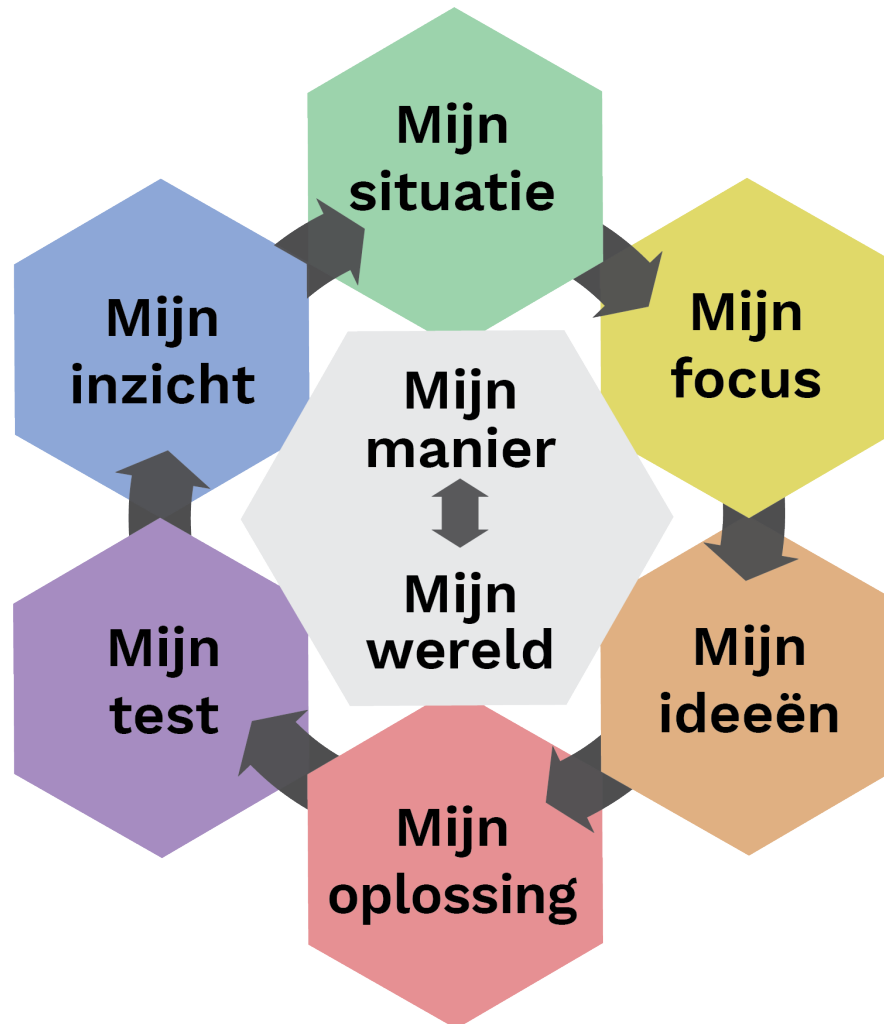 Mijn
situatie
Mijn
focus
Mijn
ideeën
Mijn
oplossing
Mijn
test
Mijn
inzicht
Mijn
manier
Mijn
wereld